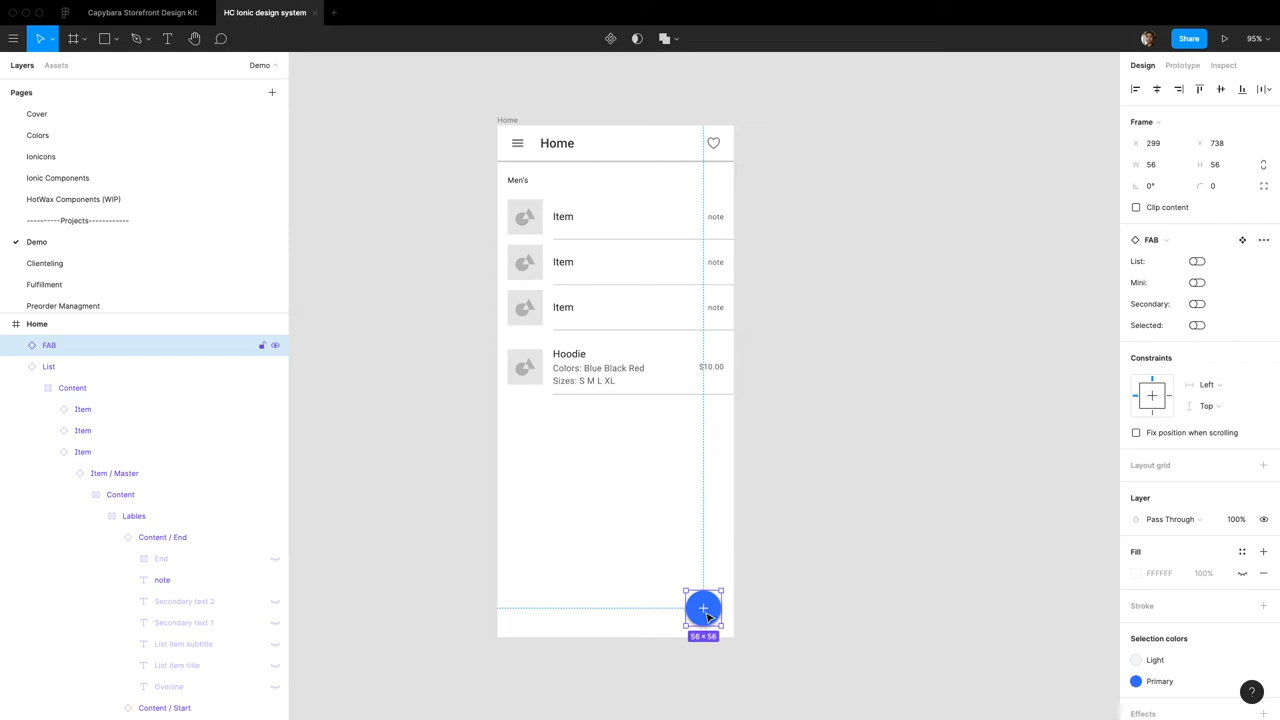 Capybara Storefront Design Kit
HC Ionic design system
Share
95%
Layers
Assets
Demo
Pages
Cover
Colors
Ionicons
Ionic Components
HotWax Components (WIP)
----------Projects------------
Demo
Clienteling
Fulfillment
Preorder Managment
Home
FAB
List
Content
Item
Item
Item
Item / Master
Content
Lables
Content / End
End
note
Secondary text 2
Secondary text 1
List item subtitle
List item title
Overline
Content / Start
Home
Home
Men's
Item
note
Item
note
Item
note
Hoodie
Colors: Blue Black Red
$10.00
Sizes: S M L XL
56 × 56
Design
Prototype
Inspect
Frame
X 299 Y 738
W 56 H 56
0° 0
Clip content
FAB
List:
Mini:
Secondary:
Selected:
Constraints
Left
Top
Fix position when scrolling
Layout grid
Layer
Pass Through 100%
Fill
FFFFFF 100%
Stroke
Selection colors
Light
Primary
?
Effects